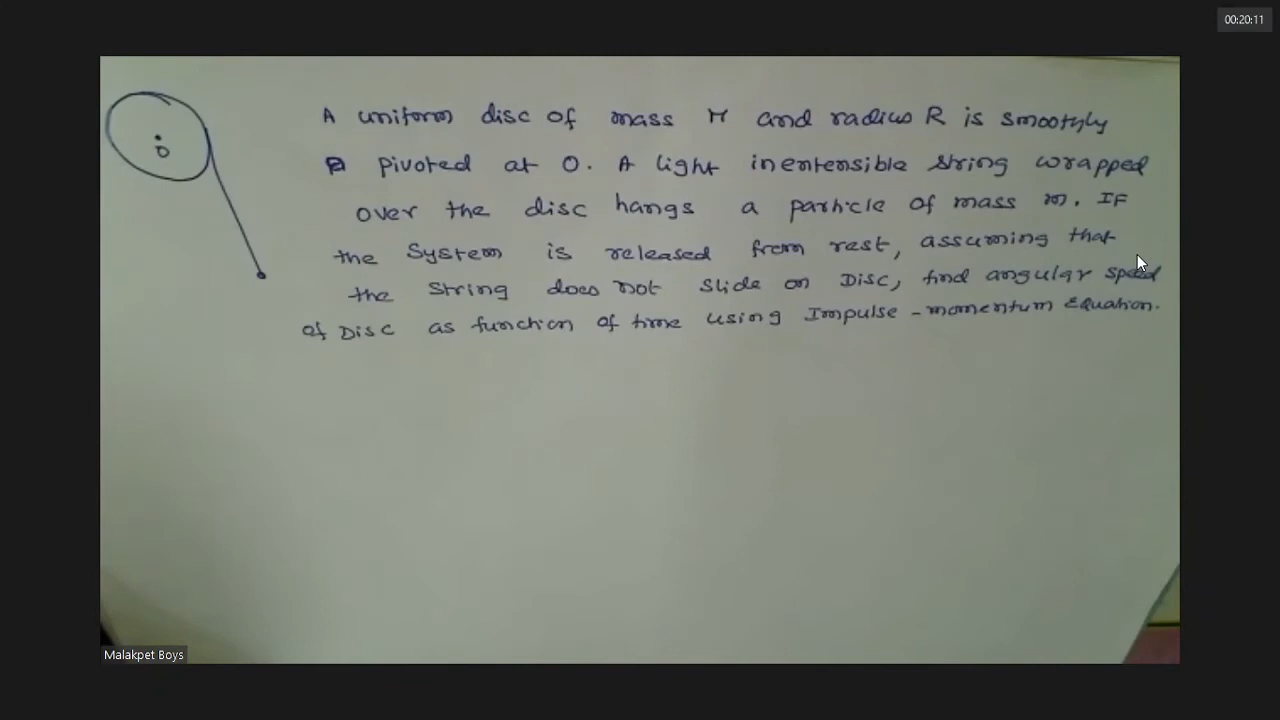 00:20:11
A uniform disc of mass M and radius R is smootyly
pivoted at O. A light inentensible string wrapped
over the disc hangs a particle of mass m. IF
the System is released from rest, assuming that
the string does not slide on Disc, find angular speed
of Disc as function of time using Impulse - momentum Equation.
O
Malakpet Boys